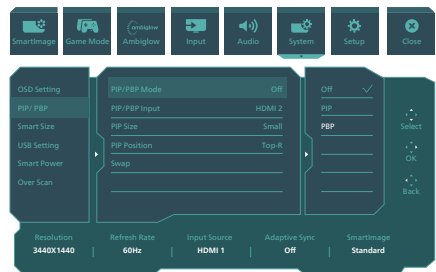 SmartImage
Game Mode
ambiglow
Ambiglow
Input
Audio
System
Setup
Close
OSD Setting
PIP/ PBP
Smart Size
USB Setting
Smart Power
Over Scan
PIP/PBP Mode Off
PIP/PBP Input HDMI 2
PIP Size Small
PIP Position Top-R
Swap
Off
PIP
PBP
Select
OK
Back
Resolution Refresh Rate Input Source Adaptive Sync SmartImage
3440X1440 | 60Hz | HDMI 1 | Off | Standard